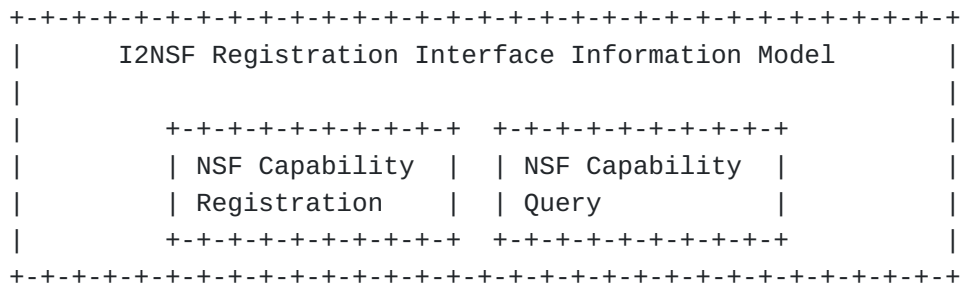 +-+-+-+-+-+-+-+-+-+-+-+-+-+-+-+-+-+-+-+-+-+-+-+-+-+-+-+-+-+-+
|      I2NSF Registration Interface Information Model       |
|                                                           |
|         +-+-+-+-+-+-+-+-+-+  +-+-+-+-+-+-+-+-+-+          |
|         | NSF Capability  |  | NSF Capability  |          |
|         | Registration    |  | Query           |          |
|         +-+-+-+-+-+-+-+-+-+  +-+-+-+-+-+-+-+-+-+          |
+-+-+-+-+-+-+-+-+-+-+-+-+-+-+-+-+-+-+-+-+-+-+-+-+-+-+-+-+-+-+